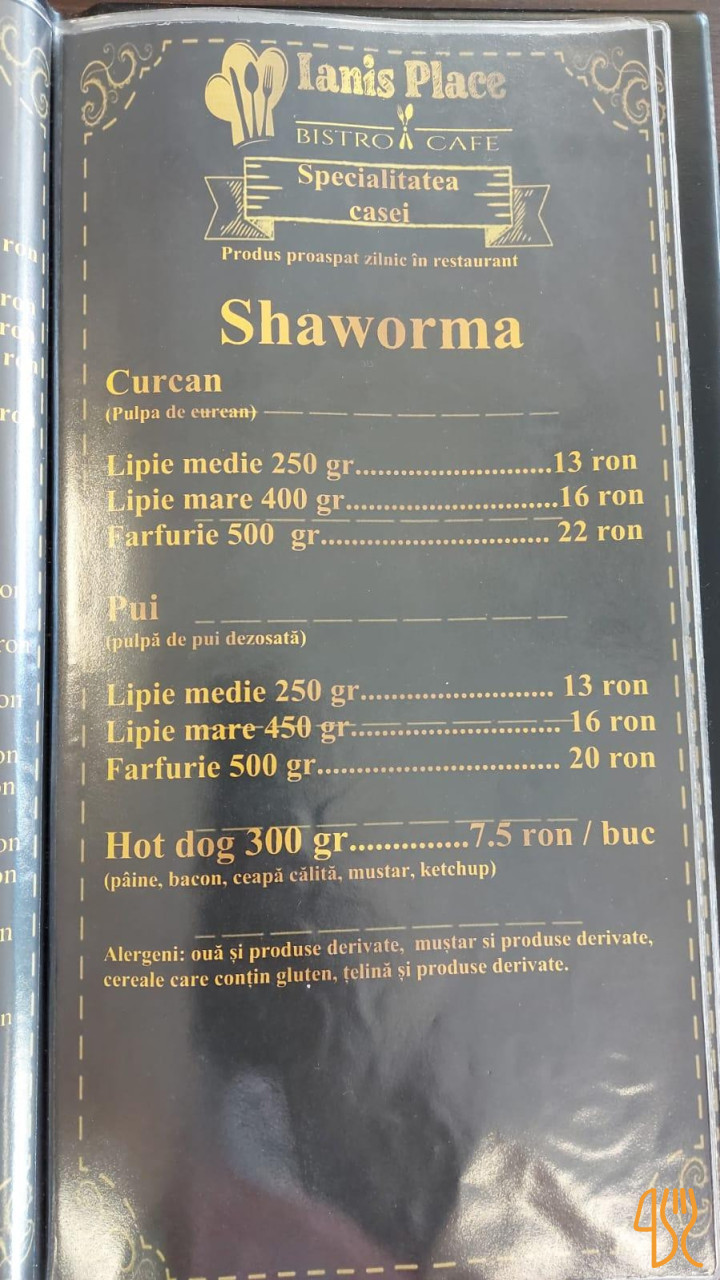 Ianis Place
BISTRO CAFE
Specialitatea
casei
Produs proaspat zilnic în restaurant
Shaworma
Curcan
(Pulpa de curcan)
Lipie medie 250 gr..........................13 ron
Lipie mare 400 gr............................16 ron
Farfurie 500 gr.............................. 22 ron
Pui
(pulpă de pui dezosată)
Lipie medie 250 gr.......................... 13 ron
Lipie mare 450 gr............................ 16 ron
Farfurie 500 gr................................ 20 ron
Hot dog 300 gr...............7.5 ron / buc
(pâine, bacon, ceapă călită, mustar, ketchup)
Alergeni: ouă și produse derivate, muștar si produse derivate,
cereale care conțin gluten, țelină și produse derivate.
ron
ron
ron